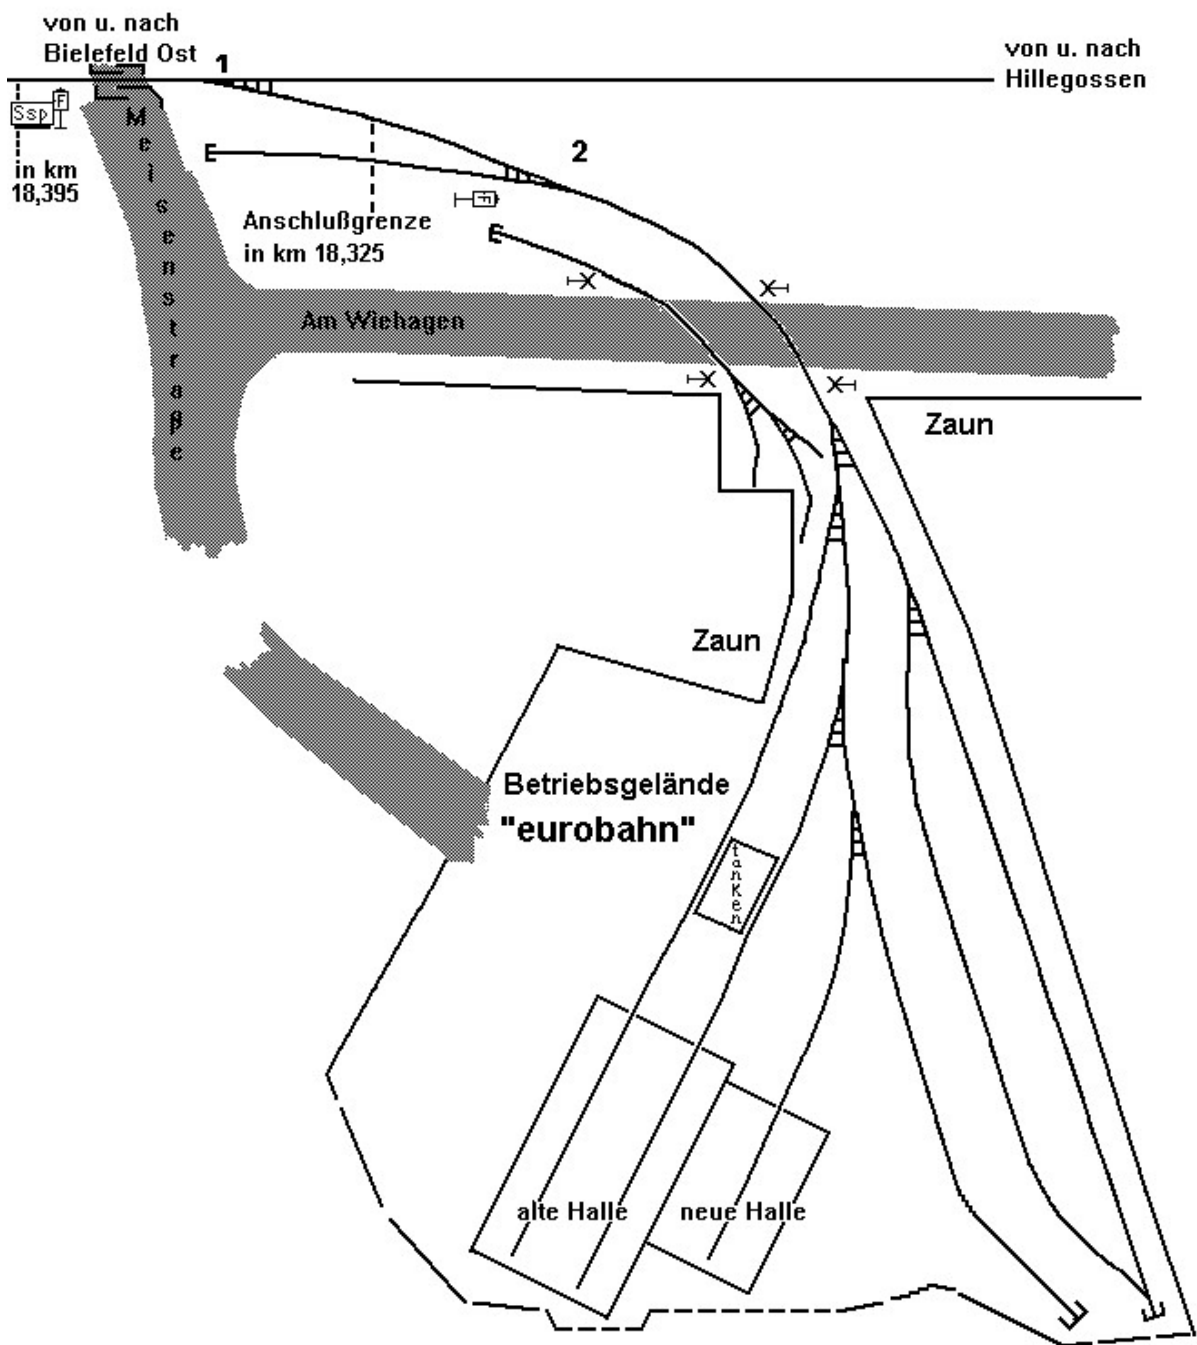 von u. nach
Bielefeld Ost
1
von u. nach
Hillegossen
Ssp
F
in km
18,395
Meisenstraße
2
F
Anschlußgrenze
in km 18,325
Am Wiehagen
Zaun
Zaun
Betriebsgelände
"eurobahn"
tanken
alte Halle
neue Halle